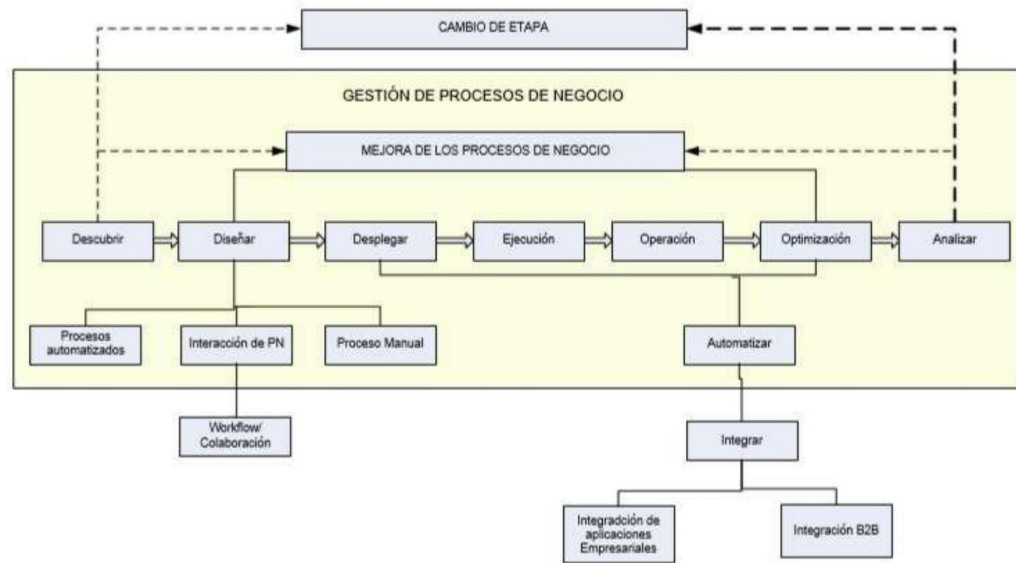 CAMBIO DE ETAPA
GESTIÓN DE PROCESOS DE NEGOCIO
MEJORA DE LOS PROCESOS DE NEGOCIO
Descubrir
Diseñar
Desplegar
Ejecución
Operación
Optimización
Analizar
Procesos
automatizados
Interacción de PN
Proceso Manual
Automatizar
Workflow/
Colaboración
Integrar
Integradción de
aplicaciones
Empresariales
Integración B2B